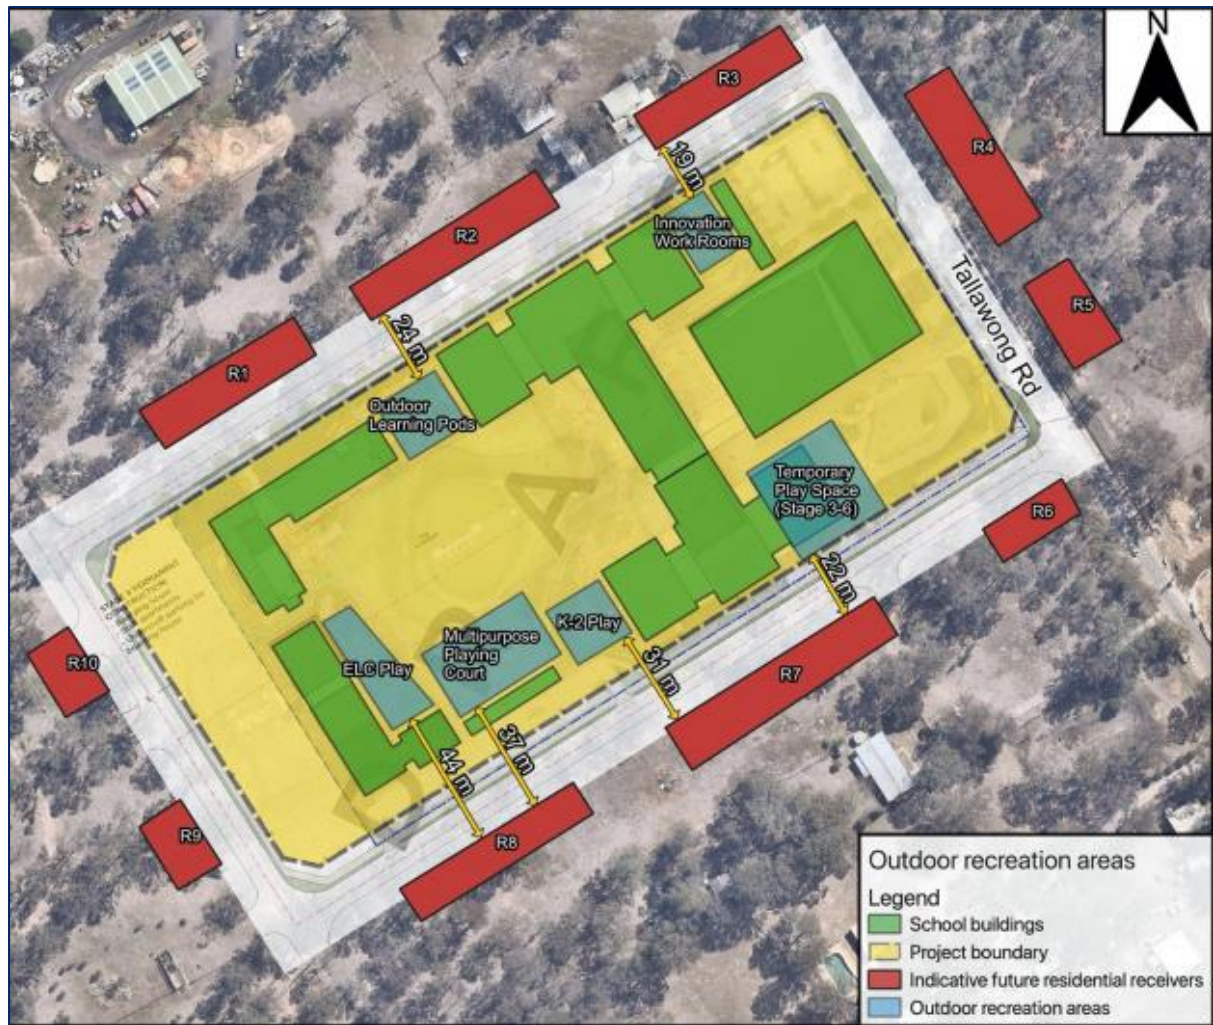 N
R3
R4
19 m
Innovation
Work Rooms
R2
Tallawong Rd
R5
24 m
R1
Outdoor
Learning Pods
Temporary
Play Space
(Stage 3-6)
R6
22 m
K-2 Play
Multipurpose
Playing
Court
ELC Play
31 m
R10
R7
37 m
44 m
R9
R8
DRAFT
Outdoor recreation areas
Legend
School buildings
Project boundary
Indicative future residential receivers
Outdoor recreation areas